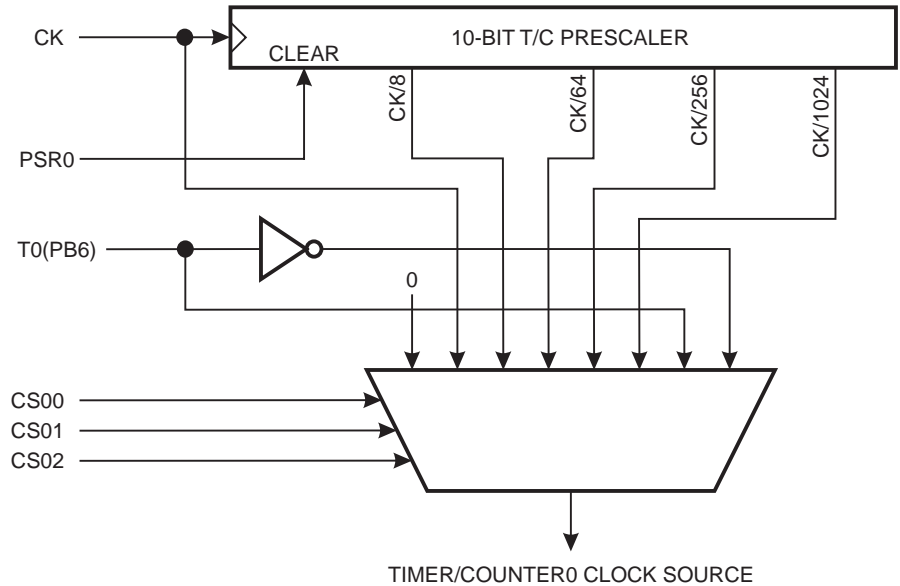 CK
10-BIT T/C PRESCALER
CLEAR
CK/8
CK/64
CK/256
CK/1024
PSR0
T0(PB6)
0
CS00
CS01
CS02
TIMER/COUNTER0 CLOCK SOURCE